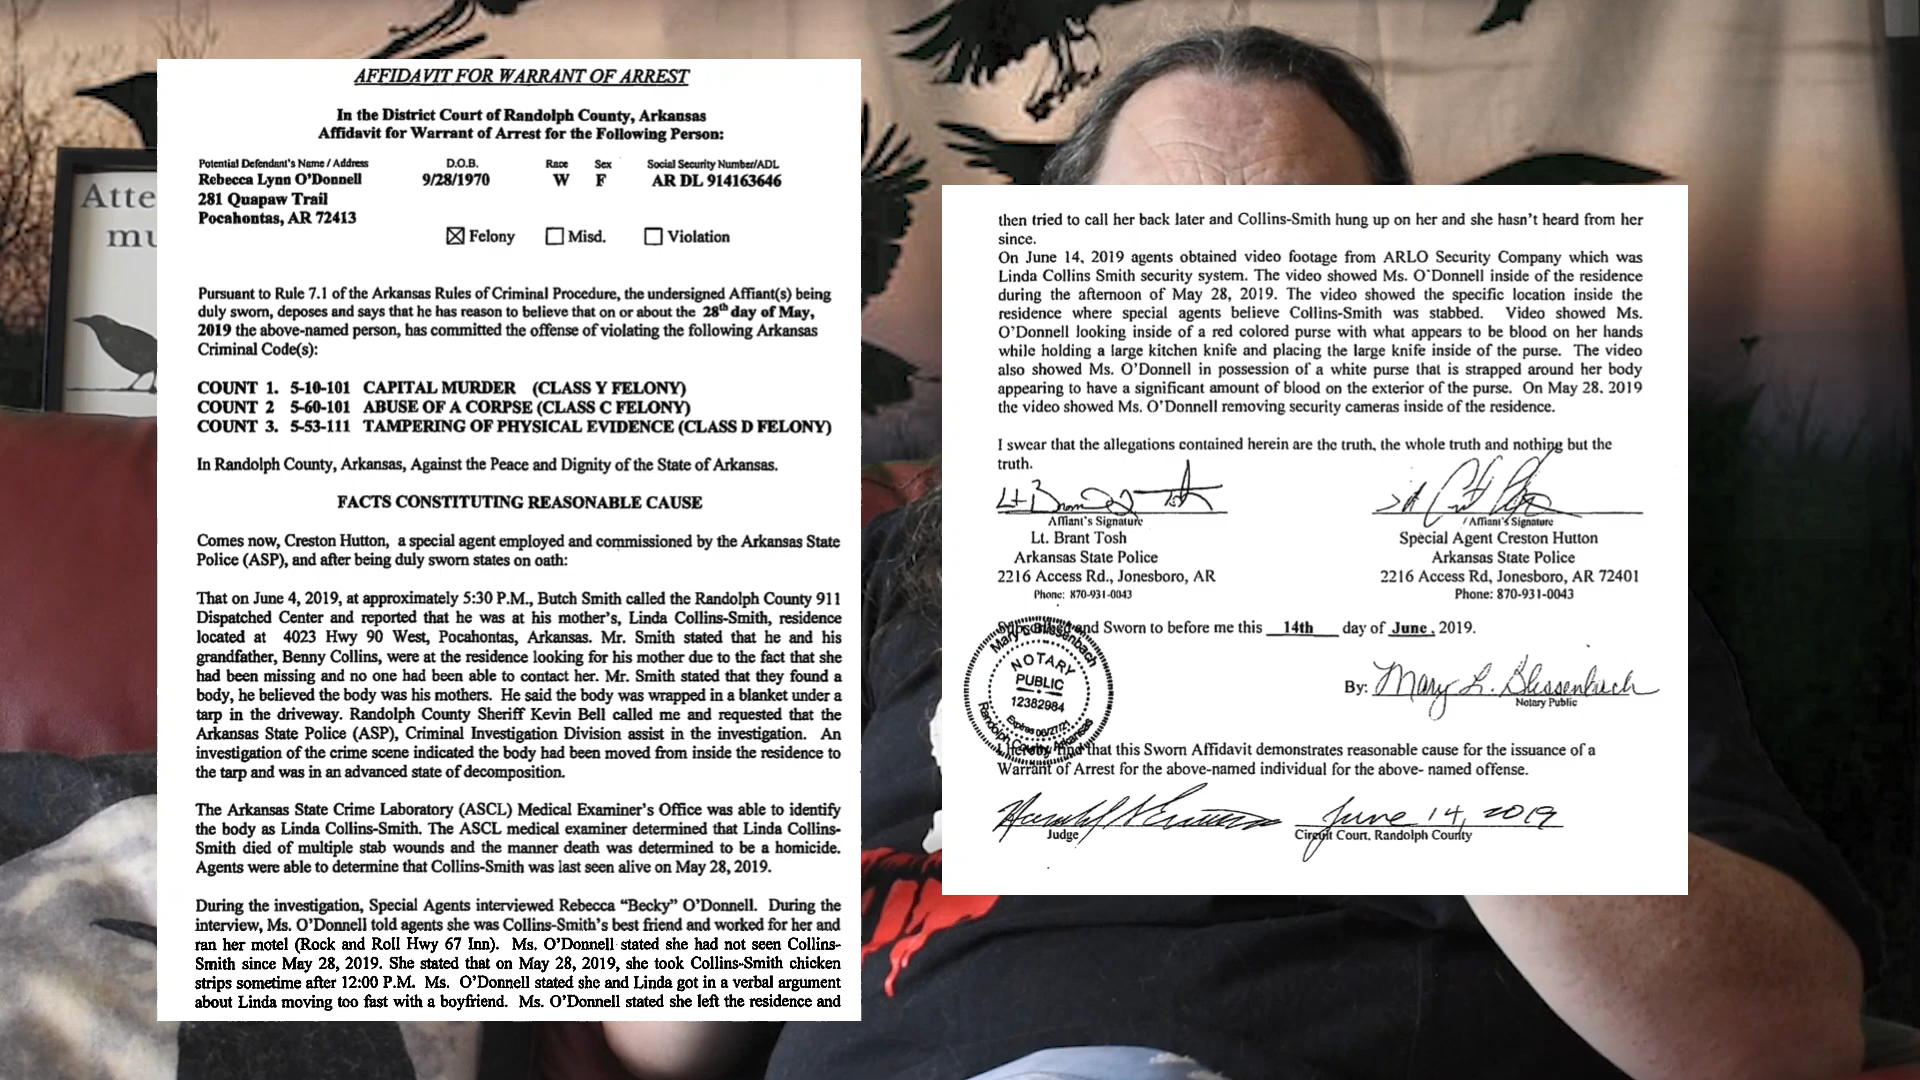 Atte
mu
AFFIDAVIT FOR WARRANT OF ARREST
In the District Court of Randolph County, Arkansas
Affidavit for Warrant of Arrest for the Following Person:
Potential Defendant's Name / Address D.O.B. Race Sex Social Security Number/ADL
Rebecca Lynn O'Donnell 9/28/1970 W F AR DL 914163646
281 Quapaw Trail
Pocahontas, AR 72413
Felony Misd. Violation
Pursuant to Rule 7.1 of the Arkansas Rules of Criminal Procedure, the undersigned Affiant(s) being
duly sworn, deposes and says that he has reason to believe that on or about the 28th day of May,
2019 the above-named person, has committed the offense of violating the following Arkansas
Criminal Code(s):
COUNT 1. 5-10-101 CAPITAL MURDER (CLASS Y FELONY)
COUNT 2 5-60-101 ABUSE OF A CORPSE (CLASS C FELONY)
COUNT 3. 5-53-111 TAMPERING OF PHYSICAL EVIDENCE (CLASS D FELONY)
In Randolph County, Arkansas, Against the Peace and Dignity of the State of Arkansas.
FACTS CONSTITUTING REASONABLE CAUSE
Comes now, Creston Hutton, a special agent employed and commissioned by the Arkansas State
Police (ASP), and after being duly sworn states on oath:
That on June 4, 2019, at approximately 5:30 P.M., Butch Smith called the Randolph County 911
Dispatched Center and reported that he was at his mother's, Linda Collins-Smith, residence
located at 4023 Hwy 90 West, Pocahontas, Arkansas. Mr. Smith stated that he and his
grandfather, Benny Collins, were at the residence looking for his mother due to the fact that she
had been missing and no one had been able to contact her. Mr. Smith stated that they found a
body, he believed the body was his mothers. He said the body was wrapped in a blanket under a
tarp in the driveway. Randolph County Sheriff Kevin Bell called me and requested that the
Arkansas State Police (ASP), Criminal Investigation Division assist in the investigation. An
investigation of the crime scene indicated the body had been moved from inside the residence to
the tarp and was in an advanced state of decomposition.
The Arkansas State Crime Laboratory (ASCL) Medical Examiner's Office was able to identify
the body as Linda Collins-Smith. The ASCL medical examiner determined that Linda Collins-
Smith died of multiple stab wounds and the manner death was determined to be a homicide.
Agents were able to determine that Collins-Smith was last seen alive on May 28, 2019.
During the investigation, Special Agents interviewed Rebecca "Becky" O'Donnell. During the
interview, Ms. O'Donnell told agents she was Collins-Smith's best friend and worked for her and
ran her motel (Rock and Roll Hwy 67 Inn). Ms. O'Donnell stated she had not seen Collins-
Smith since May 28, 2019. She stated that on May 28, 2019, she took Collins-Smith chicken
strips sometime after 12:00 P.M. Ms. O'Donnell stated she and Linda got in a verbal argument
about Linda moving too fast with a boyfriend. Ms. O'Donnell stated she left the residence and
then tried to call her back later and Collins-Smith hung up on her and she hasn't heard from her
since.
On June 14, 2019 agents obtained video footage from ARLO Security Company which was
Linda Collins Smith security system. The video showed Ms. O'Donnell inside of the residence
during the afternoon of May 28, 2019. The video showed the specific location inside the
residence where special agents believe Collins-Smith was stabbed. Video showed Ms.
O'Donnell looking inside of a red colored purse with what appears to be blood on her hands
while holding a large kitchen knife and placing the large knife inside of the purse. The video
also showed Ms. O'Donnell in possession of a white purse that is strapped around her body
appearing to have a significant amount of blood on the exterior of the purse. On May 28. 2019
the video showed Ms. O'Donnell removing security cameras inside of the residence.
I swear that the allegations contained herein are the truth, the whole truth and nothing but the
truth.
Affiant's Signature
Lt. Brant Tosh
Arkansas State Police
2216 Access Rd., Jonesboro, AR
Phone: 870-931-0043
Affiant's Signature
Special Agent Creston Hutton
Arkansas State Police
2216 Access Rd, Jonesboro, AR 72401
Phone: 870-931-0043
Subscribed and Sworn to before me this 14th day of June, 2019.
Mary L. Blissenbach
NOTARY
PUBLIC
12382984
Expires 06/27/21
Randolph County, Arkansas
By: Mary L. Blissenbach
Notary Public
I hereby find that this Sworn Affidavit demonstrates reasonable cause for the issuance of a
Warrant of Arrest for the above-named individual for the above- named offense.
Judge
June 14, 2019
Circuit Court, Randolph County